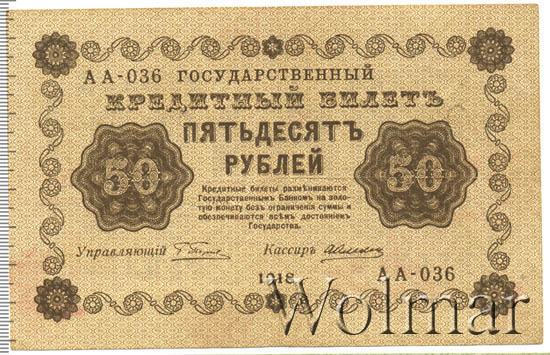 АА-036 ГОСУДАРСТВЕННЫЙ
КРЕДИТНЫЙ БИЛЕТЪ
ПЯТЬДЕСЯТЪ
РУБЛЕЙ
50
50
Кредитные билеты размѣниваются
Государственным Банкомъ на золо-
тую монету безъ ограниченія суммы и
обезпечиваются всѣмъ достояніемъ
Государства.
Управляющій
Кассиръ
1918
АА-036
Wolmar